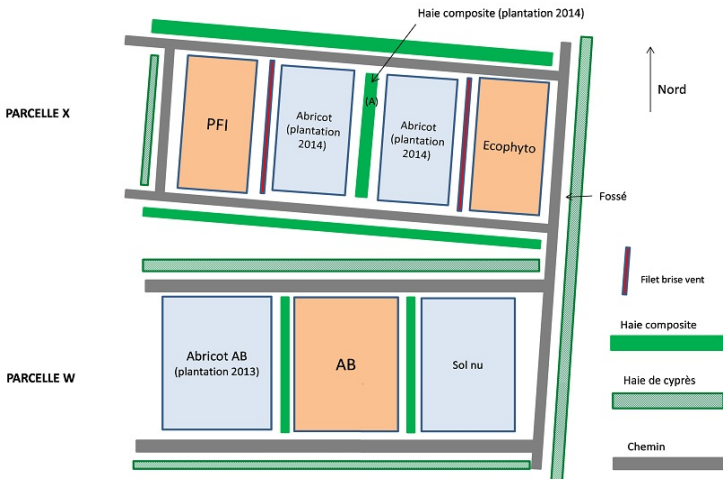 Haie composite (plantation 2014)
Nord
PARCELLE X
(A)
PFI
Abricot
(plantation
2014)
Abricot
(plantation
2014)
Ecophyto
Fossé
Filet brise vent
Haie composite
Abricot AB
(plantation 2013)
AB
Sol nu
PARCELLE W
Haie de cyprès
Chemin